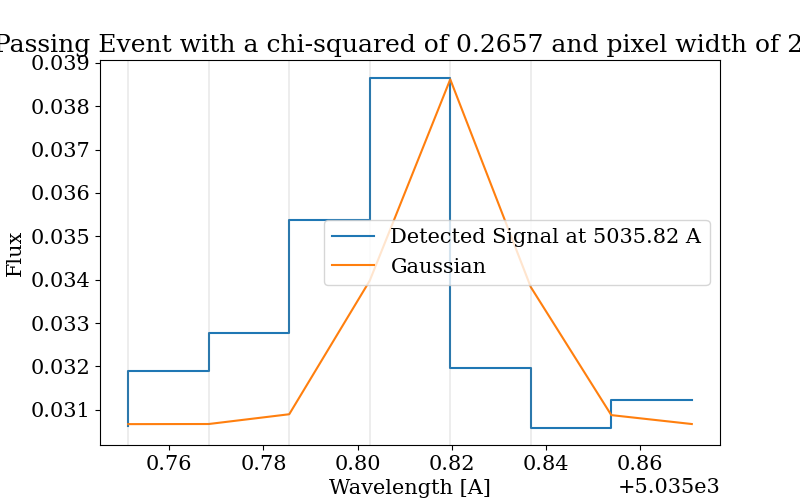 Passing Event with a chi-squared of 0.2657 and pixel width of 2
0.039
0.038
0.037
0.036
0.035
0.034
0.033
0.032
0.031
Flux
Detected Signal at 5035.82 A
Gaussian
0.76 0.78 0.80 0.82 0.84 0.86
Wavelength [A]
+5.035e3